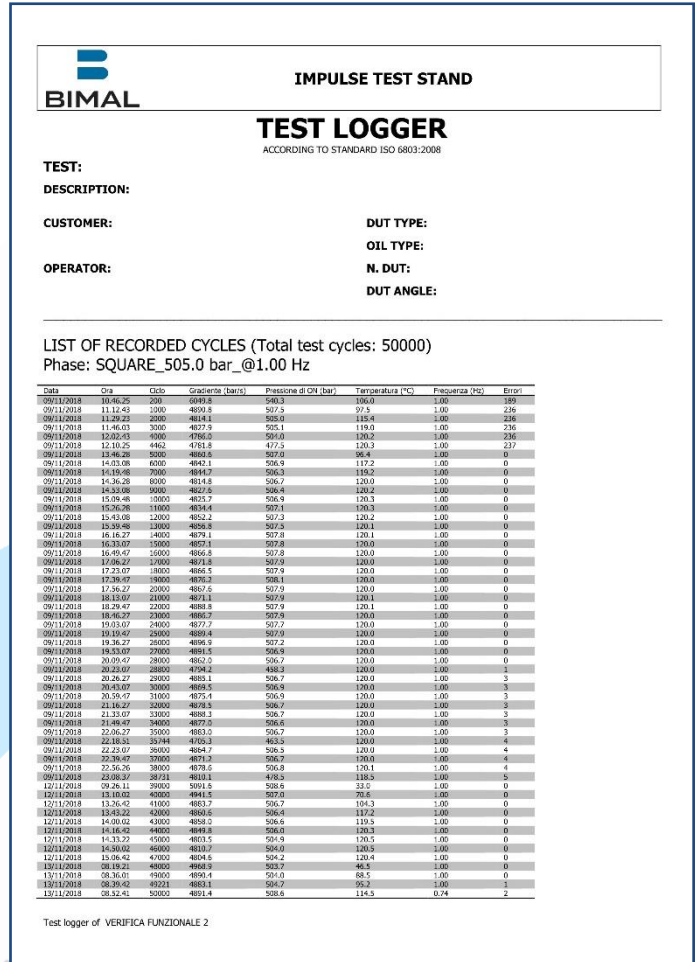 BIMAL
IMPULSE TEST STAND
TEST LOGGER
ACCORDING TO STANDARD ISO 6803:2008
TEST:
DESCRIPTION:
CUSTOMER: DUT TYPE:
OIL TYPE:
OPERATOR: N. DUT:
DUT ANGLE:
LIST OF RECORDED CYCLES (Total test cycles: 50000)
Phase: SQUARE_505.0 bar_@1.00 Hz
Data Ora Ciclo Gradiente (bar/s) Pressione di ON (bar) Temperatura (°C) Frequenza (Hz) Errori
09/11/2018 10.46.25 200 6049.8 540.3 106.0 1.00 189
09/11/2018 11.12.43 1000 4890.8 507.5 97.5 1.00 236
09/11/2018 11.29.23 2000 4814.1 505.0 115.4 1.00 236
09/11/2018 11.46.03 3000 4827.9 505.1 119.0 1.00 236
09/11/2018 12.02.43 4000 4786.0 504.0 120.2 1.00 236
09/11/2018 12.10.25 4462 4781.8 477.5 120.3 1.00 237
09/11/2018 13.46.28 5000 4860.6 507.0 96.4 1.00 0
09/11/2018 14.03.08 6000 4842.1 506.9 117.2 1.00 0
09/11/2018 14.19.48 7000 4844.7 506.3 119.2 1.00 0
09/11/2018 14.36.28 8000 4814.8 506.7 120.0 1.00 0
09/11/2018 14.53.08 9000 4827.6 506.4 120.2 1.00 0
09/11/2018 15.09.48 10000 4825.7 506.9 120.3 1.00 0
09/11/2018 15.26.28 11000 4834.4 507.1 120.3 1.00 0
09/11/2018 15.43.08 12000 4852.2 507.3 120.2 1.00 0
09/11/2018 15.59.48 13000 4856.8 507.5 120.1 1.00 0
09/11/2018 16.16.27 14000 4879.1 507.8 120.1 1.00 0
09/11/2018 16.33.07 15000 4857.1 507.8 120.0 1.00 0
09/11/2018 16.49.47 16000 4866.8 507.8 120.0 1.00 0
09/11/2018 17.06.27 17000 4871.8 507.9 120.0 1.00 0
09/11/2018 17.23.07 18000 4866.5 507.9 120.0 1.00 0
09/11/2018 17.39.47 19000 4876.2 508.1 120.0 1.00 0
09/11/2018 17.56.27 20000 4867.6 507.9 120.0 1.00 0
09/11/2018 18.13.07 21000 4871.1 507.9 120.1 1.00 0
09/11/2018 18.29.47 22000 4888.8 507.9 120.1 1.00 0
09/11/2018 18.46.27 23000 4886.7 507.9 120.0 1.00 0
09/11/2018 19.03.07 24000 4877.7 507.7 120.0 1.00 0
09/11/2018 19.19.47 25000 4889.4 507.9 120.0 1.00 0
09/11/2018 19.36.27 26000 4896.9 507.2 120.0 1.00 0
09/11/2018 19.53.07 27000 4891.5 506.9 120.0 1.00 0
09/11/2018 20.09.47 28000 4862.0 506.7 120.0 1.00 0
09/11/2018 20.23.07 28800 4794.2 458.3 120.0 1.00 1
09/11/2018 20.26.27 29000 4885.1 506.7 120.0 1.00 3
09/11/2018 20.43.07 30000 4869.5 506.9 120.0 1.00 3
09/11/2018 20.59.47 31000 4875.4 506.9 120.0 1.00 3
09/11/2018 21.16.27 32000 4878.5 506.7 120.0 1.00 3
09/11/2018 21.33.07 33000 4888.3 506.7 120.0 1.00 3
09/11/2018 21.49.47 34000 4877.0 506.6 120.0 1.00 3
09/11/2018 22.06.27 35000 4883.0 506.7 120.0 1.00 3
09/11/2018 22.18.51 35744 4705.3 463.5 120.0 1.00 4
09/11/2018 22.23.07 36000 4864.7 506.5 120.0 1.00 4
09/11/2018 22.39.47 37000 4871.2 506.7 120.0 1.00 4
09/11/2018 22.56.26 38000 4878.6 506.8 120.1 1.00 4
09/11/2018 23.08.37 38731 4810.1 478.5 118.5 1.00 5
12/11/2018 09.26.11 39000 5091.6 508.6 33.0 1.00 0
12/11/2018 13.10.02 40000 4941.5 507.0 70.6 1.00 0
12/11/2018 13.26.42 41000 4883.7 506.7 104.3 1.00 0
12/11/2018 13.43.22 42000 4860.6 506.4 117.2 1.00 0
12/11/2018 14.00.02 43000 4858.0 506.6 119.5 1.00 0
12/11/2018 14.16.42 44000 4849.8 506.0 120.3 1.00 0
12/11/2018 14.33.22 45000 4803.5 504.9 120.5 1.00 0
12/11/2018 14.50.02 46000 4810.7 504.0 120.5 1.00 0
12/11/2018 15.06.42 47000 4804.6 504.2 120.4 1.00 0
13/11/2018 08.19.21 48000 4968.9 503.7 46.5 1.00 0
13/11/2018 08.36.01 49000 4890.4 504.0 88.5 1.00 0
13/11/2018 08.39.42 49221 4883.1 504.7 95.2 1.00 1
13/11/2018 08.52.41 50000 4891.4 508.6 114.5 0.74 2
Test logger of VERIFICA FUNZIONALE 2